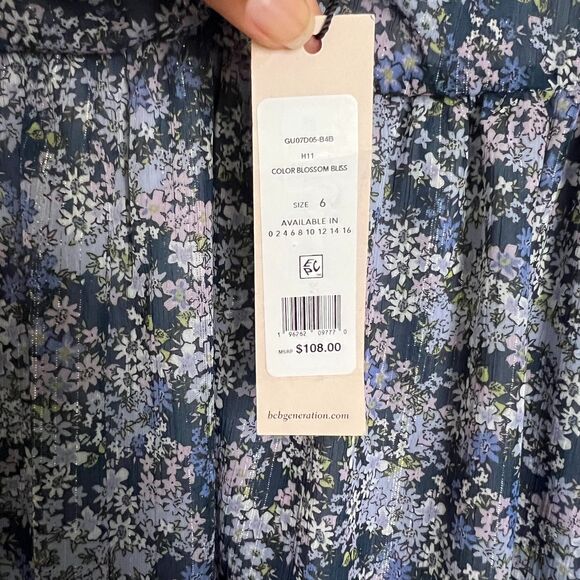 GU07D05-B4B
H11
COLOR BLOSSOM BLISS
SIZE 6
AVAILABLE IN
0 2 4 6 8 10 12 14 16
EPC
1 96262 09777 0
MSRP $108.00
bcbgeneration.com